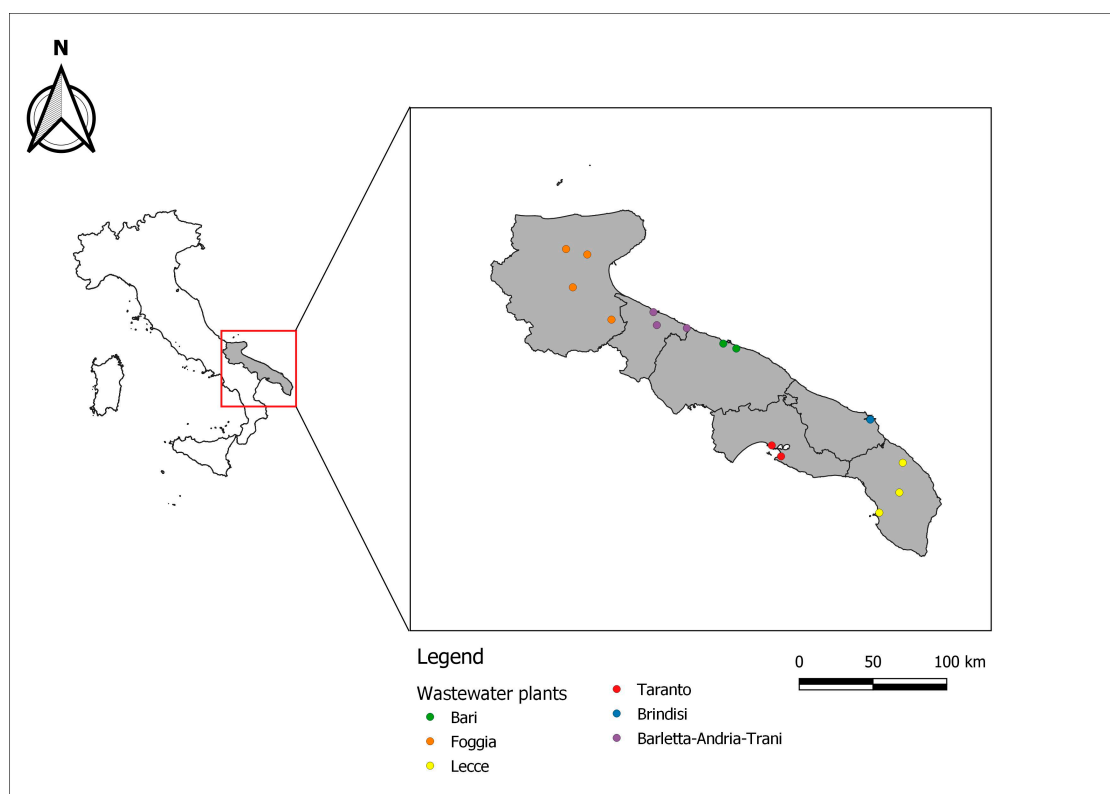 N
Legend
Wastewater plants
Bari
Foggia
Lecce
Taranto
Brindisi
Barletta-Andria-Trani
0 50 100 km